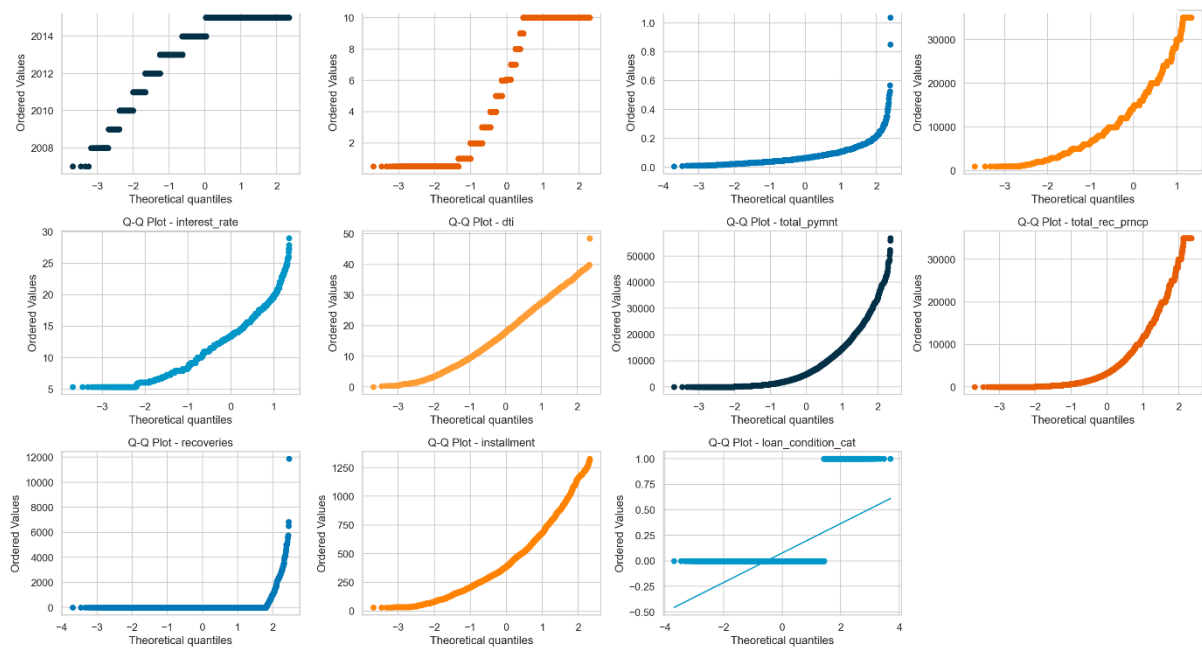 2014
2012
2010
2008
Ordered Values
−3 −2 −1 0 1 2
Theoretical quantiles
10
8
6
4
2
Ordered Values
−3 −2 −1 0 1 2
Theoretical quantiles
1.0
0.8
0.6
0.4
0.2
0.0
Ordered Values
−4 −3 −2 −1 0 1 2
Theoretical quantiles
30000
20000
10000
0
Ordered Values
−3 −2 −1 0 1
Theoretical quantiles
Q-Q Plot - interest_rate
30
25
20
15
10
5
Ordered Values
−3 −2 −1 0 1
Theoretical quantiles
Q-Q Plot - dti
50
40
30
20
10
0
Ordered Values
−3 −2 −1 0 1 2
Theoretical quantiles
Q-Q Plot - total_pymnt
50000
40000
30000
20000
10000
0
Ordered Values
−4 −3 −2 −1 0 1 2
Theoretical quantiles
Q-Q Plot - total_rec_prncp
30000
20000
10000
0
Ordered Values
−3 −2 −1 0 1 2
Theoretical quantiles
Q-Q Plot - recoveries
12000
10000
8000
6000
4000
2000
0
Ordered Values
−4 −3 −2 −1 0 1 2
Theoretical quantiles
Q-Q Plot - installment
1250
1000
750
500
250
0
Ordered Values
−3 −2 −1 0 1 2
Theoretical quantiles
Q-Q Plot - loan_condition_cat
1.00
0.75
0.50
0.25
0.00
−0.25
−0.50
Ordered Values
−4 −2 0 2 4
Theoretical quantiles